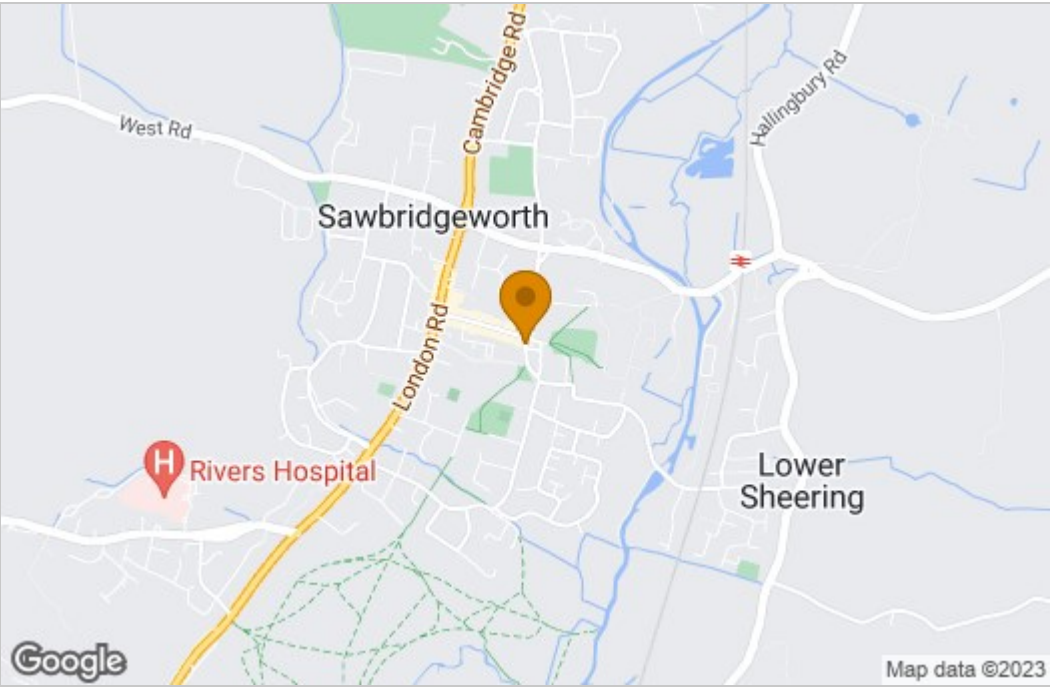 Cambridge Rd
Hallingbury Rd
West Rd
Sawbridgeworth
London Rd
H
Rivers Hospital
Lower
Sheering
Google
Map data ©2023